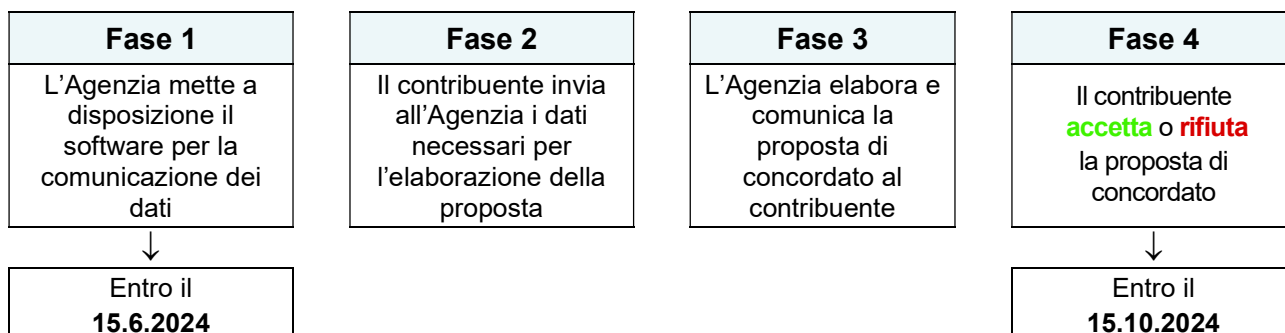 Fase 1
L'Agenzia mette a
disposizione il
software per la
comunicazione dei
dati
↓
Entro il
15.6.2024
Fase 2
Il contribuente invia
all'Agenzia i dati
necessari per
l'elaborazione della
proposta
Fase 3
L'Agenzia elabora e
comunica la
proposta di
concordato al
contribuente
Fase 4
Il contribuente
accetta o rifiuta
la proposta di
concordato
↓
Entro il
15.10.2024